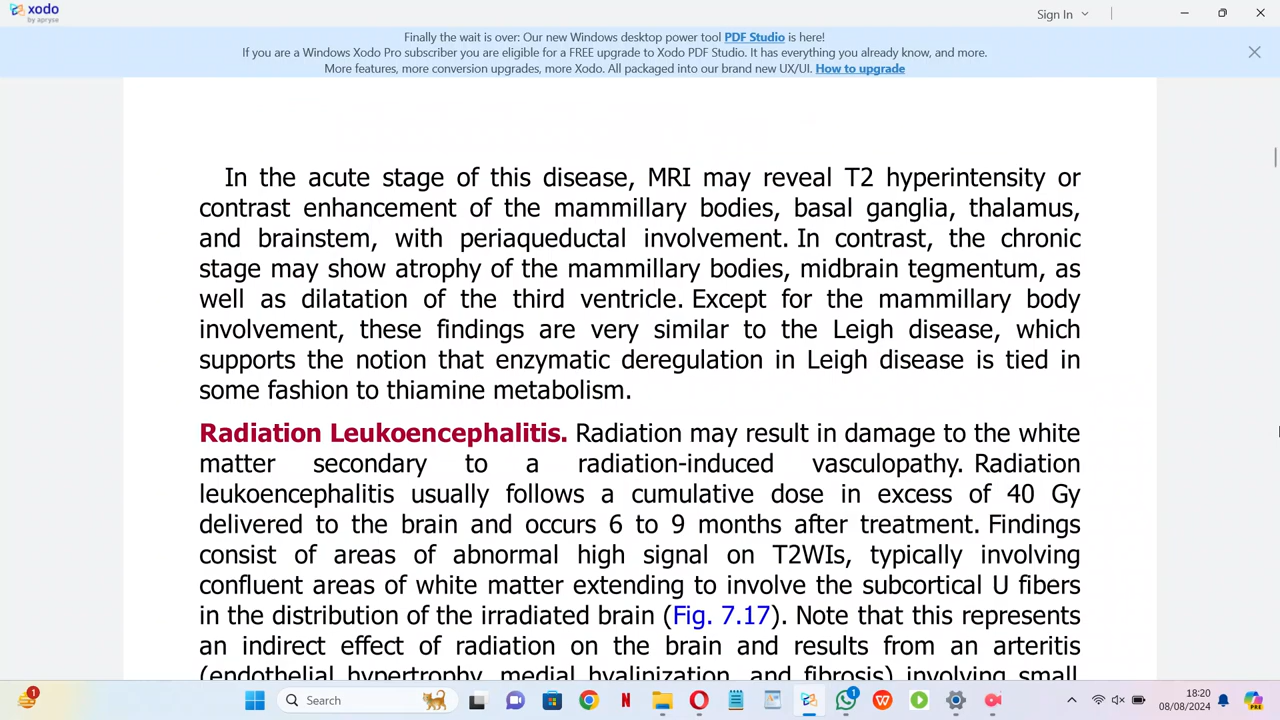 xodo
by apryse
Sign In
Finally the wait is over: Our new Windows desktop power tool PDF Studio is here!
If you are a Windows Xodo Pro subscriber you are eligible for a FREE upgrade to Xodo PDF Studio. It has everything you already know, and more.
More features, more conversion upgrades, more Xodo. All packaged into our brand new UX/UI. How to upgrade
In the acute stage of this disease, MRI may reveal T2 hyperintensity or
contrast enhancement of the mammillary bodies, basal ganglia, thalamus,
and brainstem, with periaqueductal involvement. In contrast, the chronic
stage may show atrophy of the mammillary bodies, midbrain tegmentum, as
well as dilatation of the third ventricle. Except for the mammillary body
involvement, these findings are very similar to the Leigh disease, which
supports the notion that enzymatic deregulation in Leigh disease is tied in
some fashion to thiamine metabolism.
Radiation Leukoencephalitis. Radiation may result in damage to the white
matter secondary to a radiation-induced vasculopathy. Radiation
leukoencephalitis usually follows a cumulative dose in excess of 40 Gy
delivered to the brain and occurs 6 to 9 months after treatment. Findings
consist of areas of abnormal high signal on T2WIs, typically involving
confluent areas of white matter extending to involve the subcortical U fibers
in the distribution of the irradiated brain (Fig. 7.17). Note that this represents
an indirect effect of radiation on the brain and results from an arteritis
(endothelial hypertrophy, medial hyalinization, and fibrosis) involving small
1
Search
N
1
W
18:20
08/08/2024
PRE